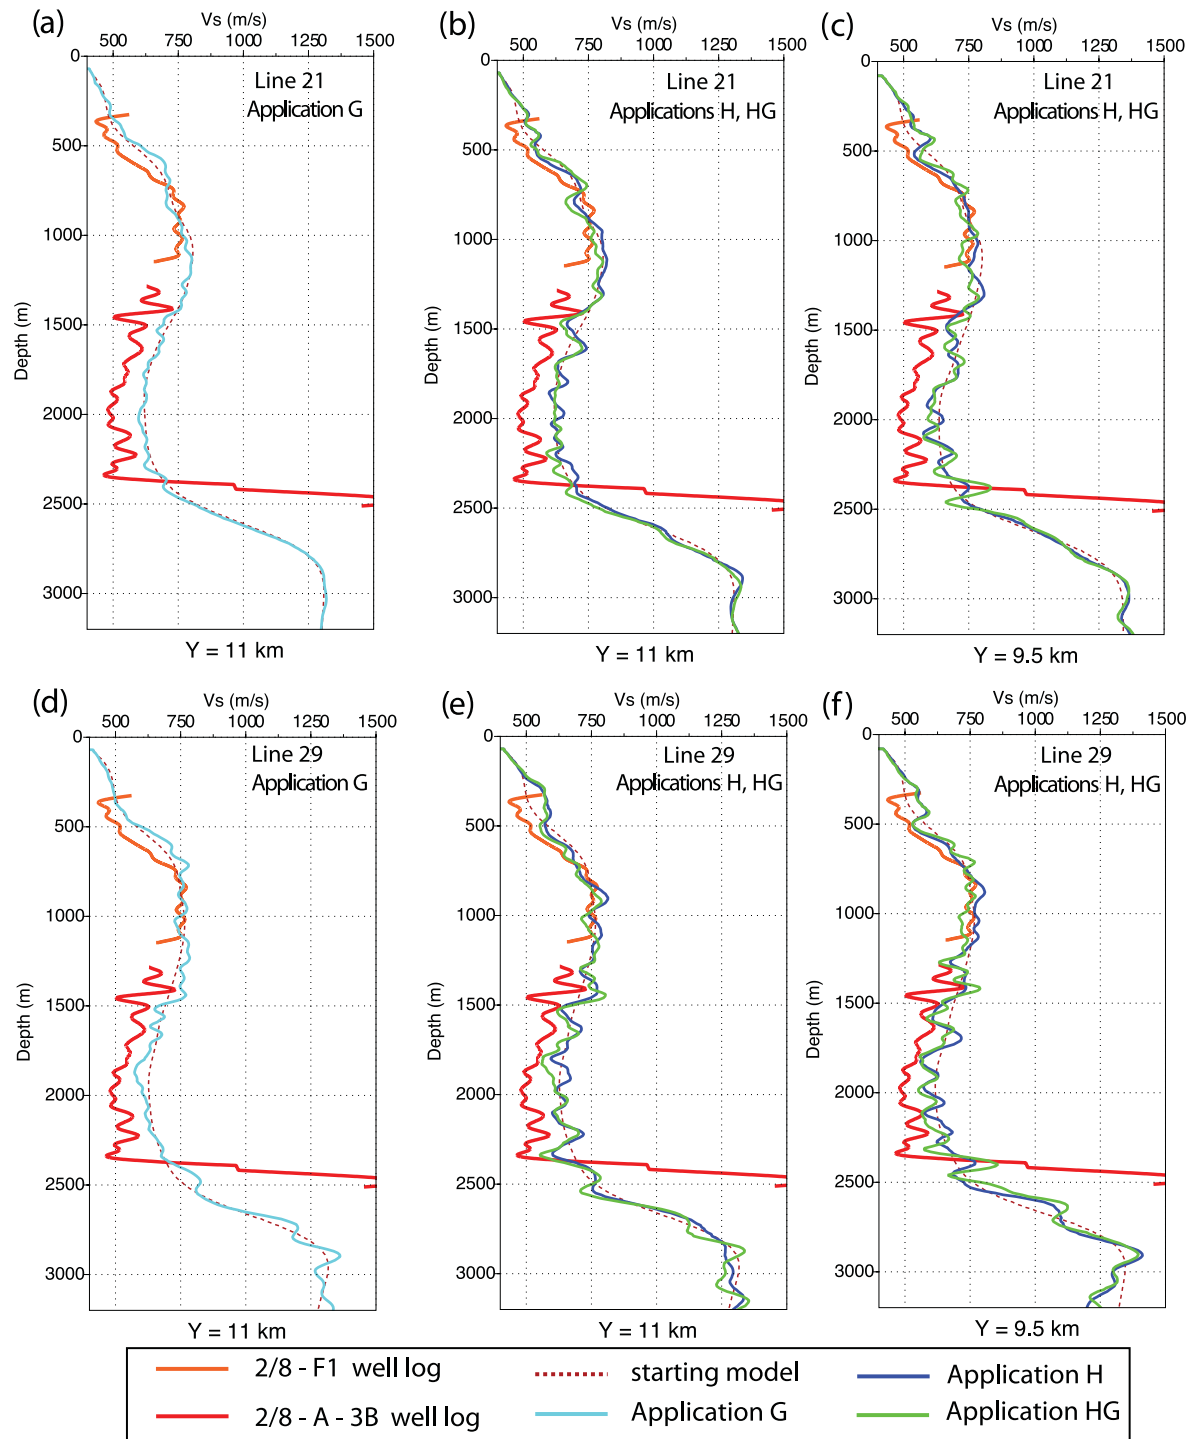 (a) Vs (m/s)
500 750 1000 1250 1500
0
500
1000
1500
2000
2500
3000
Depth (m)
Line 21
Application G
Y = 11 km
(b) Vs (m/s)
500 750 1000 1250 1500
0
500
1000
1500
2000
2500
3000
Depth (m)
Line 21
Applications H, HG
Y = 11 km
(c) Vs (m/s)
500 750 1000 1250 1500
0
500
1000
1500
2000
2500
3000
Depth (m)
Line 21
Applications H, HG
Y = 9.5 km
(d) Vs (m/s)
500 750 1000 1250 1500
0
500
1000
1500
2000
2500
3000
Depth (m)
Line 29
Application G
Y = 11 km
(e) Vs (m/s)
500 750 1000 1250 1500
0
500
1000
1500
2000
2500
3000
Depth (m)
Line 29
Applications H, HG
Y = 11 km
(f) Vs (m/s)
500 750 1000 1250 1500
0
500
1000
1500
2000
2500
3000
Depth (m)
Line 29
Applications H, HG
Y = 9.5 km
2/8 - F1 well log
starting model
Application H
2/8 - A - 3B well log
Application G
Application HG